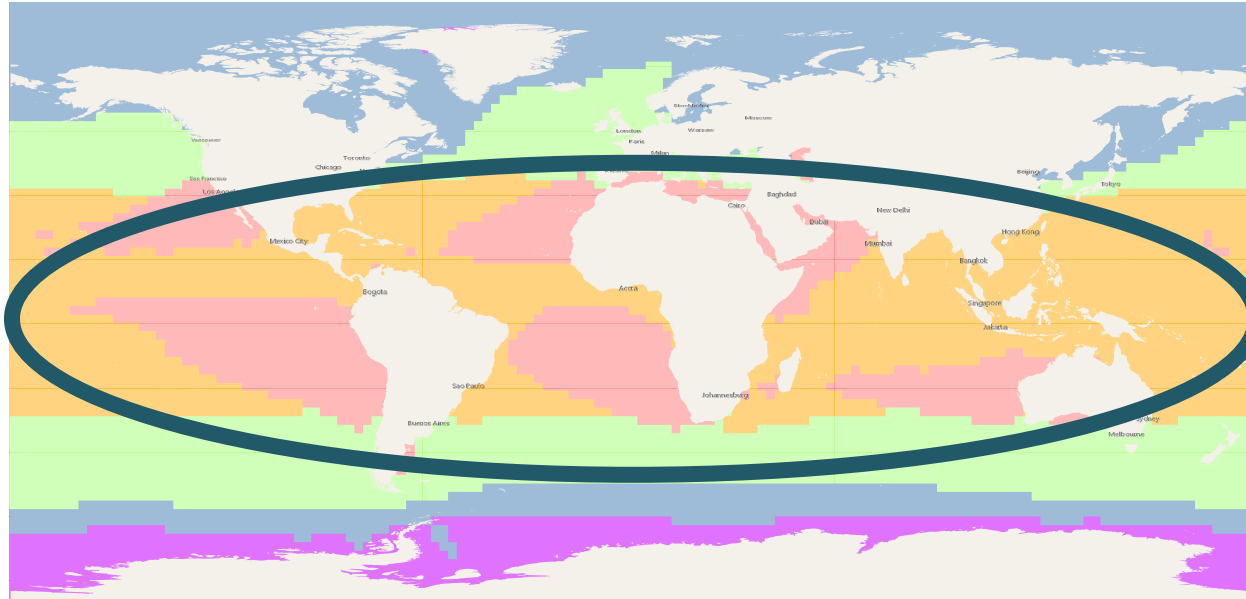 Stockholm
Moscow
London
Warsaw
Paris
Vancouver
Milan
Toronto
Chicago
Beijing
San Francisco
Tokyo
Los Angeles
Baghdad
Cairo
New Delhi
Dubai
Hong Kong
Mexico City
Mumbai
Bangkok
Accra
Bogota
Singapore
Jakarta
Sao Paulo
Johannesburg
Sydney
Buenos Aires
Melbourne